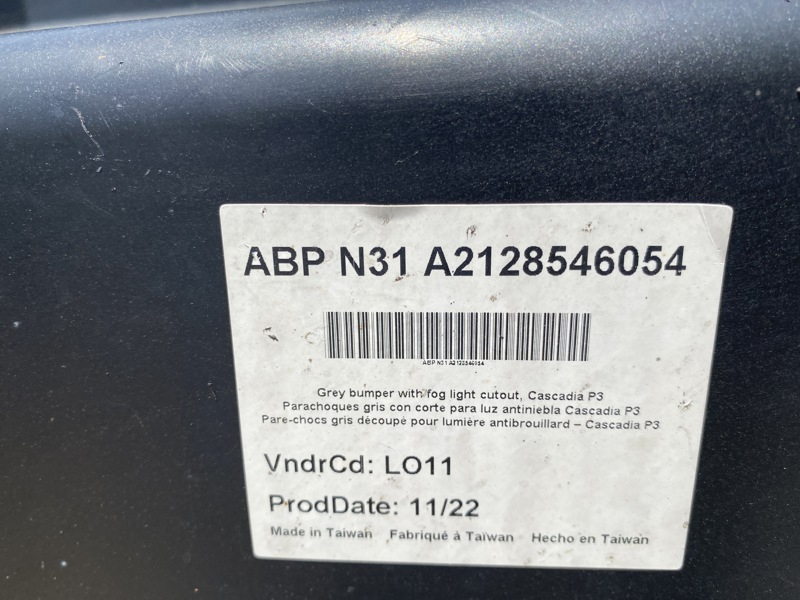 ABP N31 A2128546054
ABP N31 A2128546054
Grey bumper with fog light cutout, Cascadia P3
Parachoques gris con corte para luz antiniebla Cascadia P3
Pare-chocs gris découpé pour lumière antibrouillard – Cascadia P3
VndrCd: LO11
ProdDate: 11/22
Made in Taiwan Fabriqué à Taïwan Hecho en Taiwan